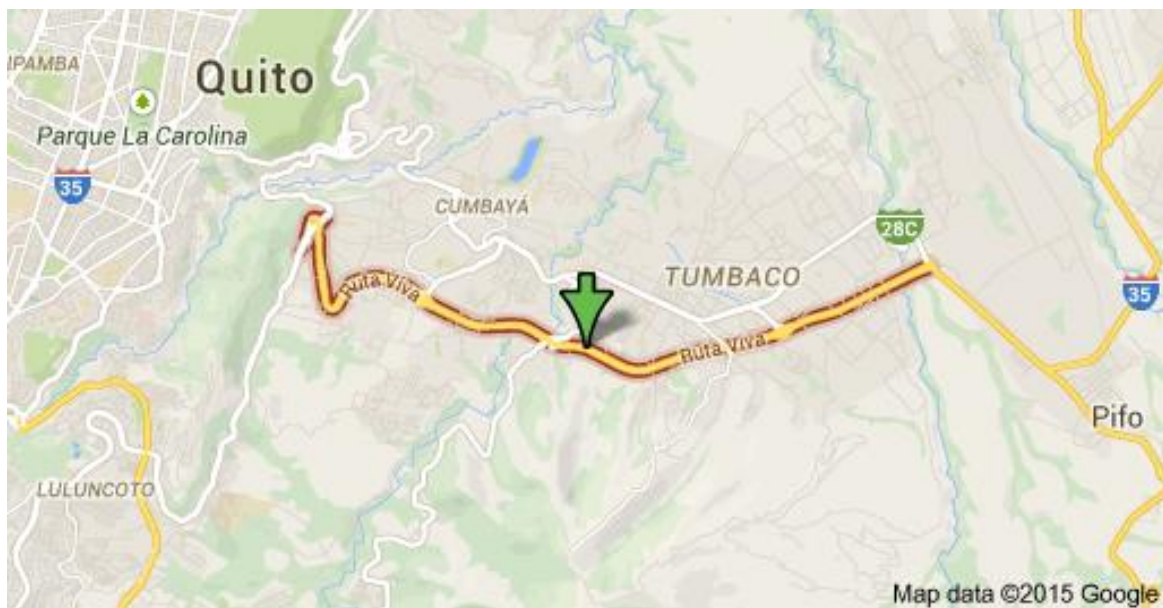 IPAMBA
Quito
Parque La Carolina
35
CUMBAYÁ
28C
TUMBACO
Ruta Viva
35
Ruta Viva
Pifo
LULUNCOTO
Map data ©2015 Google